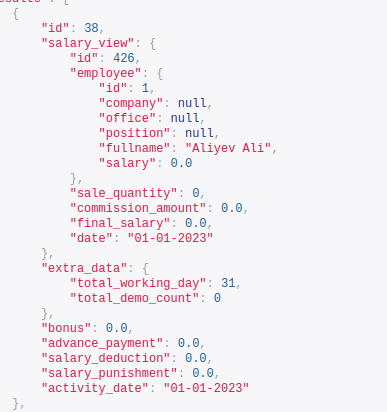 {
"id": 38,
"salary_view": {
"id": 426,
"employee": {
"id": 1,
"company": null,
"office": null,
"position": null,
"fullname": "Aliyev Ali",
"salary": 0.0
},
"sale_quantity": 0,
"commission_amount": 0.0,
"final_salary": 0.0,
"date": "01-01-2023"
},
"extra_data": {
"total_working_day": 31,
"total_demo_count": 0
},
"bonus": 0.0,
"advance_payment": 0.0,
"salary_deduction": 0.0,
"salary_punishment": 0.0,
"activity_date": "01-01-2023"
},